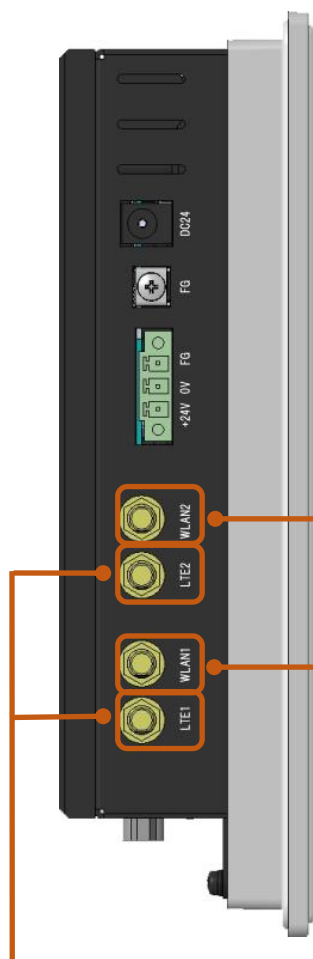 DC24
FG
+24V 0V FG
WLAN2
LTE2
WLAN1
LTE1